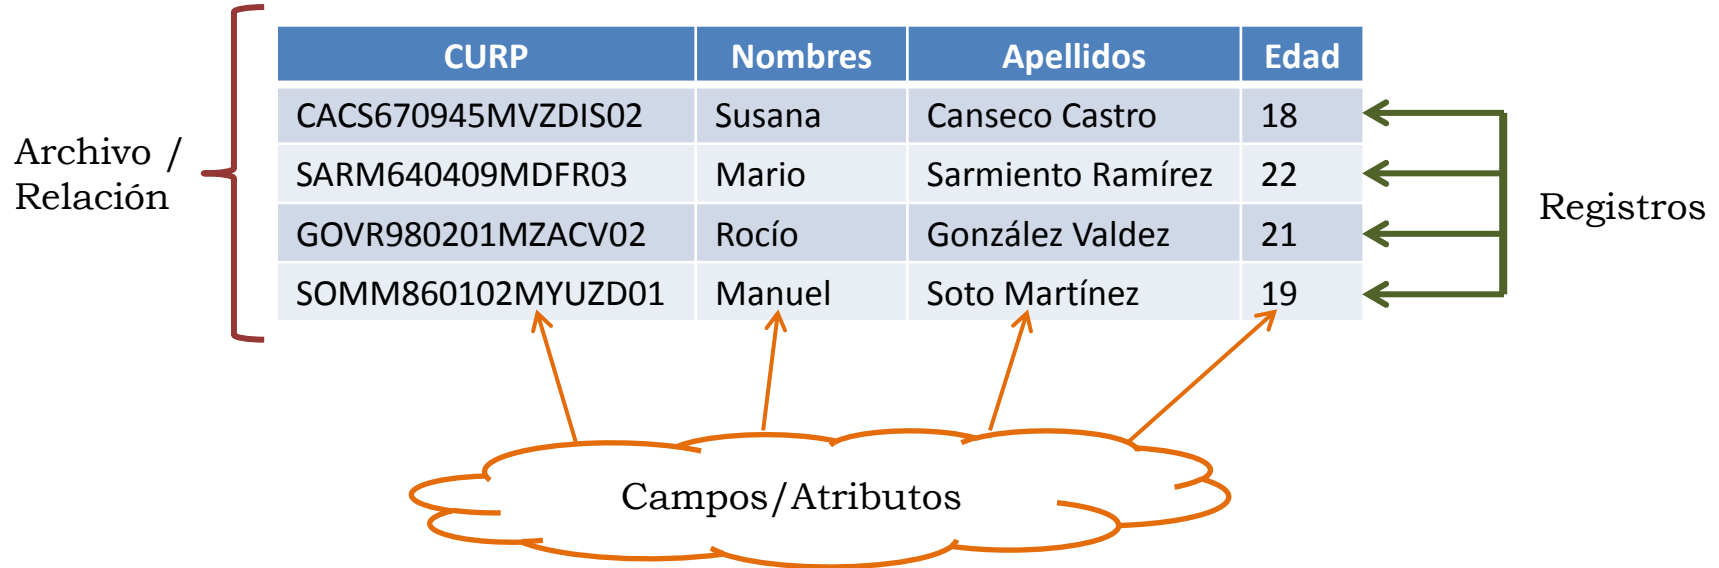 CURP Nombres Apellidos Edad
CACS670945MVZDIS02 Susana Canseco Castro 18
SARM640409MDFR03 Mario Sarmiento Ramírez 22
GOVR980201MZACV02 Rocío González Valdez 21
SOMM860102MYUZD01 Manuel Soto Martínez 19
Archivo /
Relación
Registros
Campos/Atributos